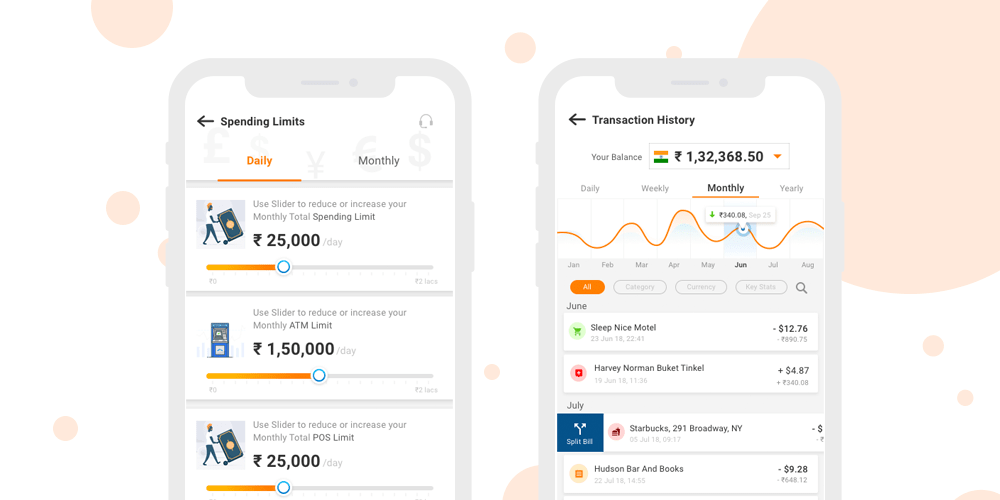 Spending Limits
Daily
Monthly
Use Slider to reduce or increase your
Monthly Total Spending Limit
₹ 25,000 /day
₹0
₹2 lacs
Use Slider to reduce or increase your
Monthly ATM Limit
₹ 1,50,000 /day
₹0
₹2 lacs
Use Slider to reduce or increase your
Monthly Total POS Limit
₹ 25,000 /day
Transaction History
Your Balance ₹ 1,32,368.50
Daily Weekly Monthly Yearly
₹340.08, Sep 25
Jan Feb Mar Apr May Jun Jul Aug
All Category Currency Key Stats
June
Sleep Nice Motel - $12.76
23 Jun 18, 22:41 - ₹890.75
Harvey Norman Buket Tinkel + $4.87
19 Jun 18, 11:36 + ₹340.08
July
Split Bill
Starbucks, 291 Broadway, NY - $
05 Jul 18, 09:17 - ₹
Hudson Bar And Books - $9.28
22 Jul 18, 14:55 - ₹648.12